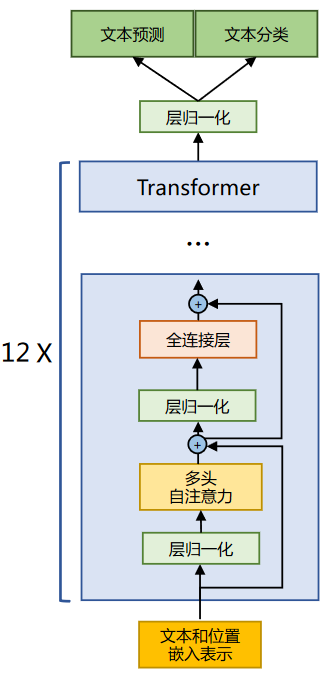 文本预测
文本分类
层归一化
Transformer
...
12 X
+
全连接层
层归一化
+
多头
自注意力
层归一化
文本和位置
嵌入表示